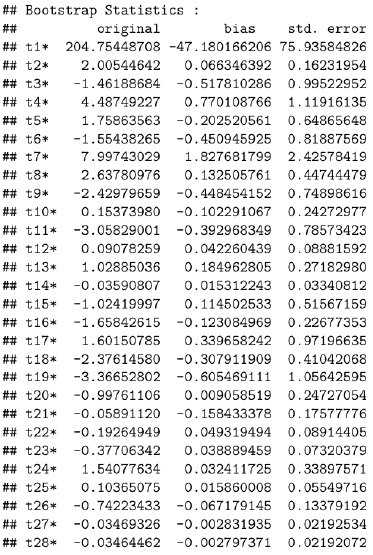 ## Bootstrap Statistics :
##         original          bias      std. error
## t1*  204.75448708 -47.180166206 75.93584826
## t2*    2.00544642   0.066346392  0.16231954
## t3*   -1.46188684  -0.517810286  0.99522952
## t4*    4.48749227   0.770108766  1.11916135
## t5*    1.75863563  -0.202520561  0.64865648
## t6*   -1.55438265  -0.450945925  0.81887569
## t7*    7.99743029   1.827681799  2.42578419
## t8*    2.63780976   0.132505761  0.44744479
## t9*   -2.42979659  -0.448454152  0.74898616
## t10*   0.15373980  -0.102291067  0.24272977
## t11*  -3.05829001  -0.392968349  0.78573423
## t12*   0.09078259   0.042260439  0.08881592
## t13*   1.02885036   0.184962805  0.27182980
## t14*  -0.03590807   0.015312243  0.03340812
## t15*  -1.02419997   0.114502533  0.51567159
## t16*  -1.65842615  -0.123084969  0.22677353
## t17*   1.60150785   0.339658242  0.97196635
## t18*  -2.37614580  -0.307911909  0.41042068
## t19*  -3.36652802  -0.605469111  1.05642595
## t20*  -0.99761106   0.009058519  0.24727054
## t21*  -0.05891120  -0.158433378  0.17577776
## t22*  -0.19264949   0.049319494  0.08914405
## t23*  -0.37706342   0.038889459  0.07320379
## t24*   1.54077634   0.032411725  0.33897571
## t25*   0.10365075   0.015860008  0.05549716
## t26*  -0.74223433  -0.067179145  0.13379192
## t27*  -0.03469326  -0.002831935  0.02192534
## t28*  -0.03464462  -0.002797371  0.02192072